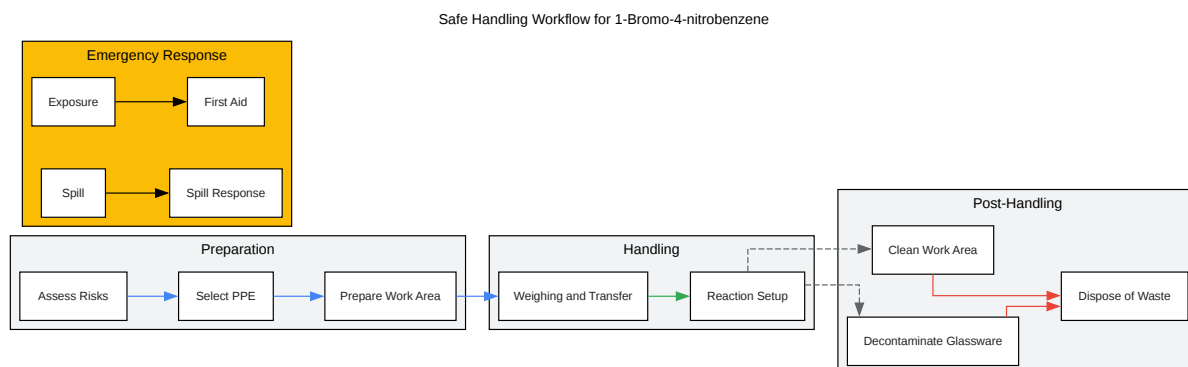 Safe Handling Workflow for 1-Bromo-4-nitrobenzene
Emergency Response
Exposure
First Aid
Spill
Spill Response
Preparation
Assess Risks
Select PPE
Prepare Work Area
Handling
Weighing and Transfer
Reaction Setup
Post-Handling
Clean Work Area
Decontaminate Glassware
Dispose of Waste